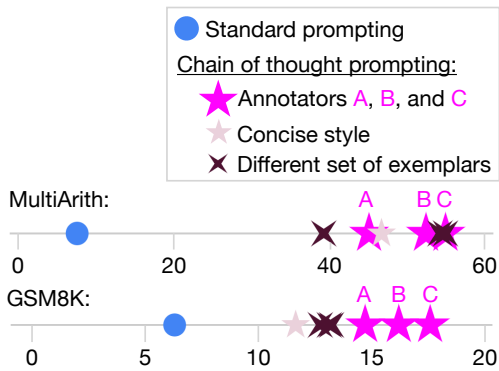 Standard prompting
Chain of thought prompting:
Annotators A, B, and C
Concise style
Different set of exemplars
MultiArith:
A B C
0 20 40 60
GSM8K:
A B C
0 5 10 15 20